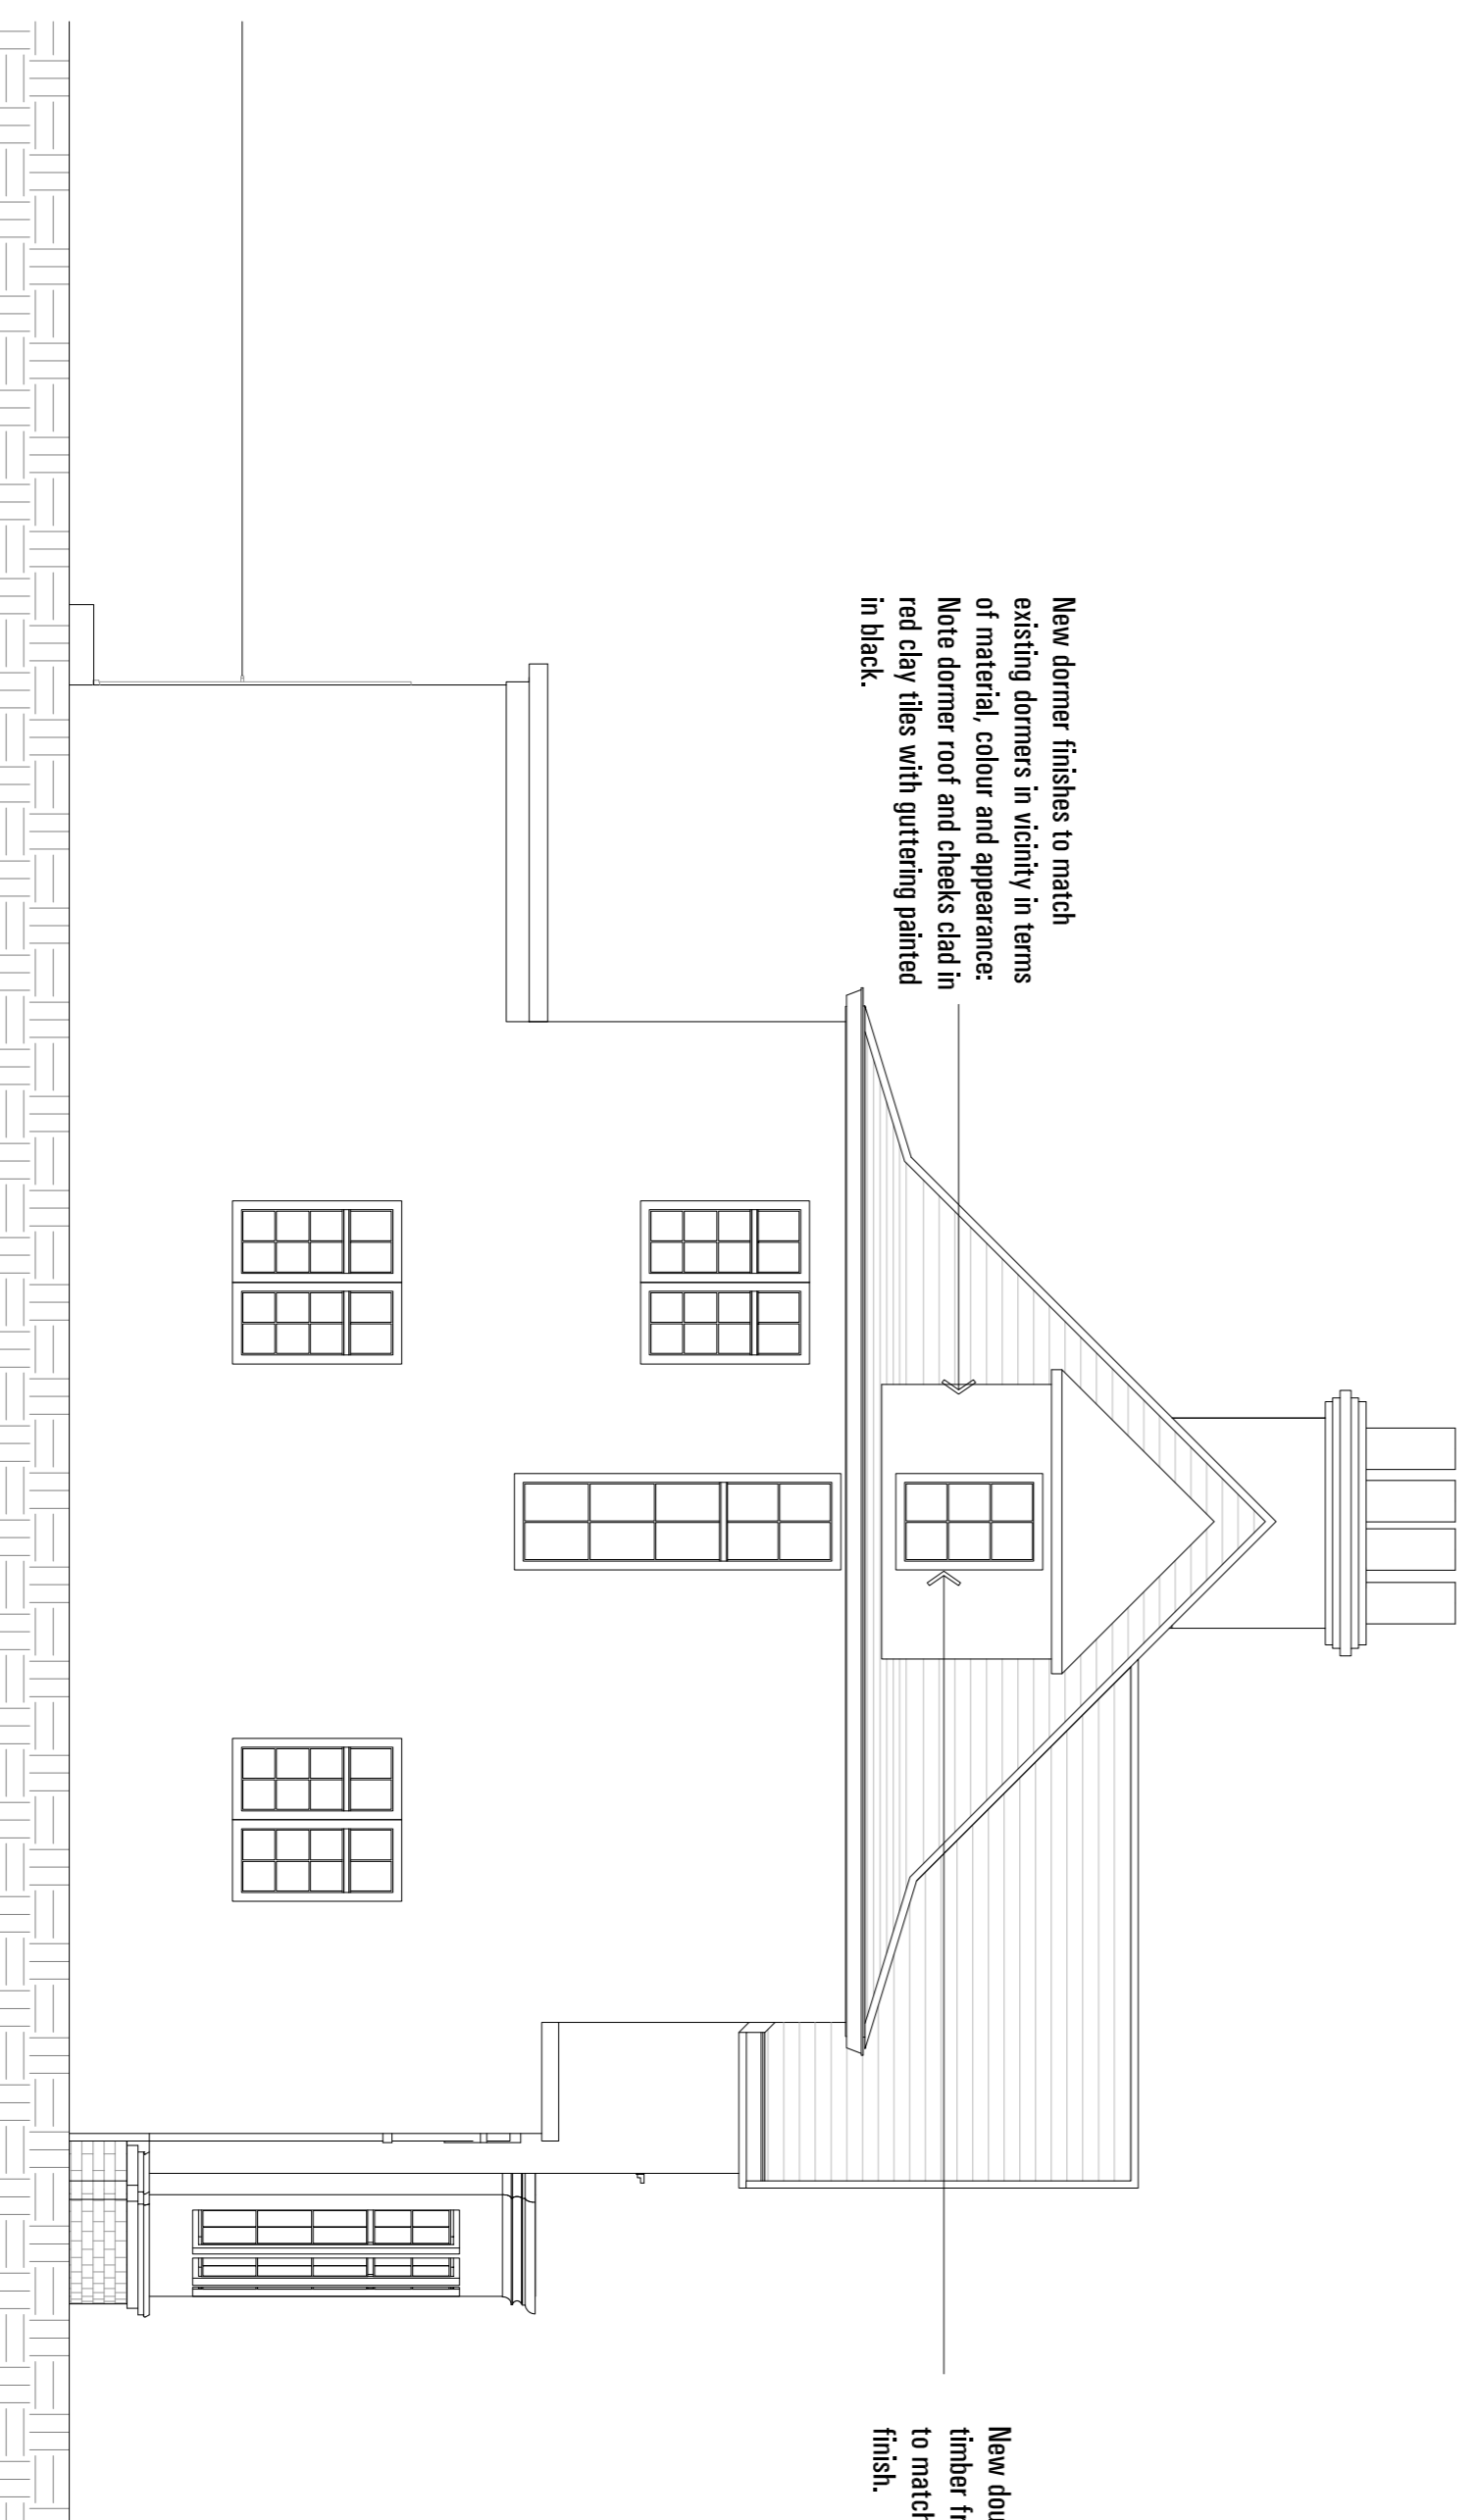 New dormer finishes to match
existing dormers in vicinity in terms
of material, colour and appearance:
Note dormer roof and cheeks clad in
red clay tiles with guttering painted
in black.
New
timber
to match
finish.